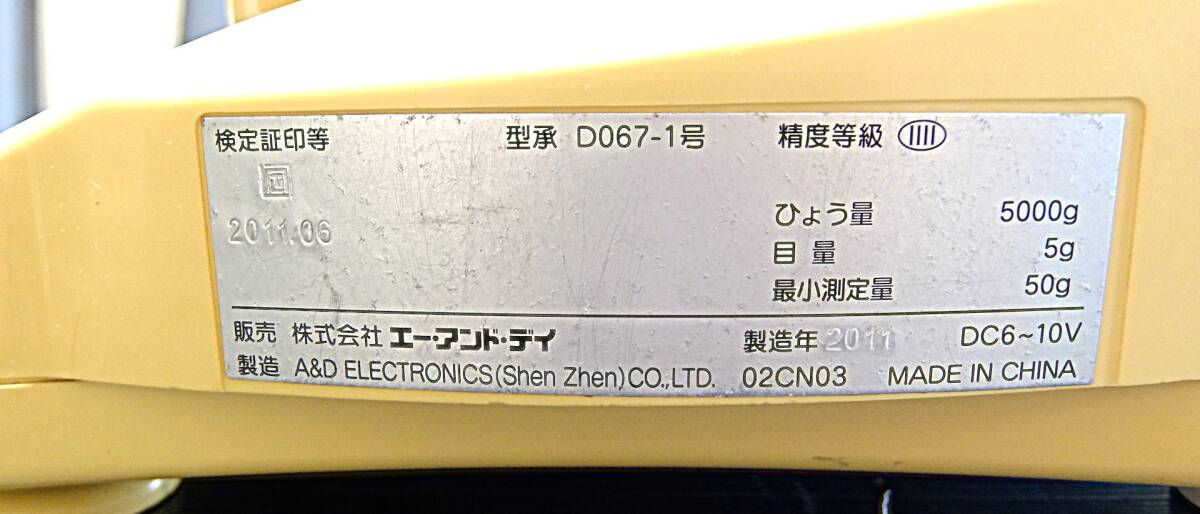 検定証印等 型承 D067-1号 精度等級 IIII
2011.06
ひょう量 5000g
目量 5g
最小測定量 50g
販売 株式会社 エー・アンド・デイ 製造年 2011 DC6~10V
製造 A&D ELECTRONICS(Shen Zhen)CO.,LTD. 02CN03 MADE IN CHINA